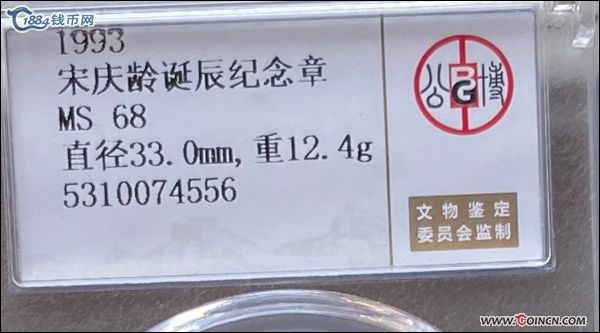 1884钱币网
1993
宋庆龄诞辰纪念章
MS 68
直径33.0mm,重12.4g
5310074556
公博
BG
文物鉴定
委员会监制
www.Coincn.com